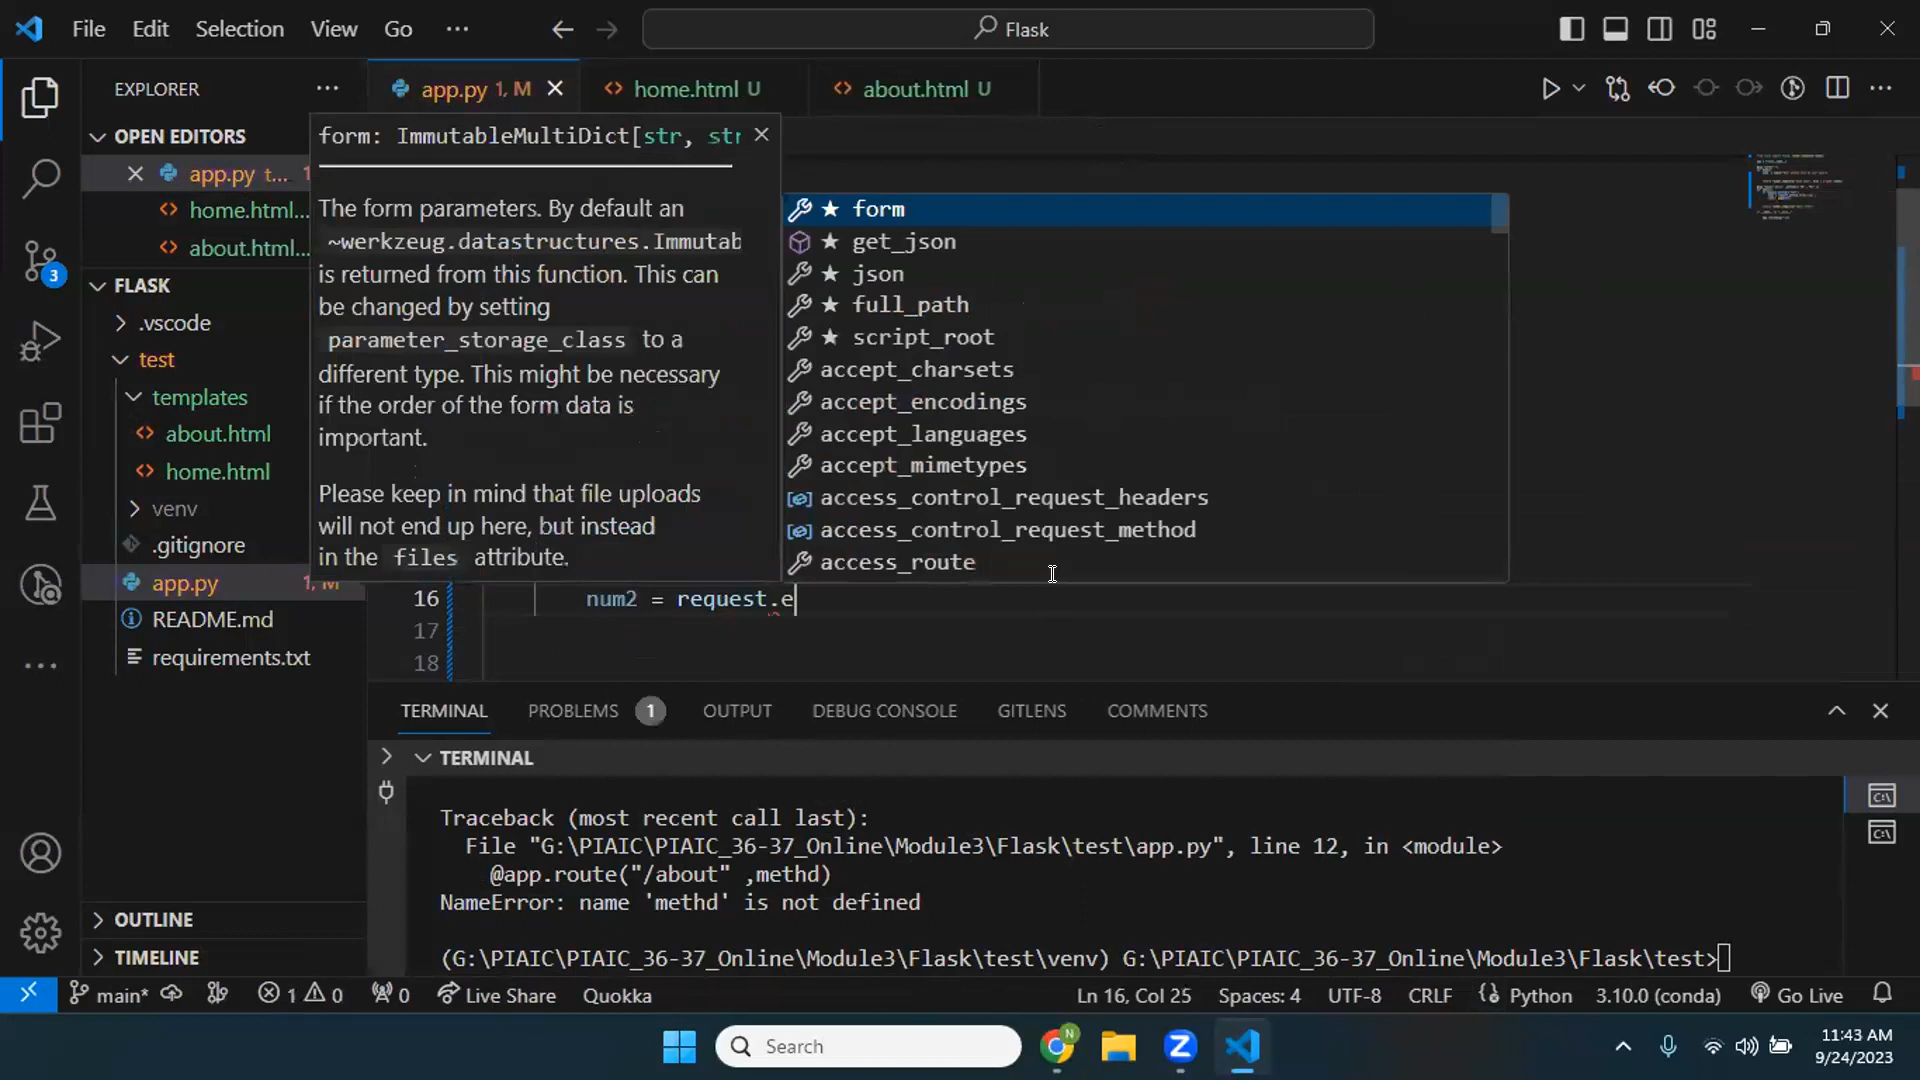 File Edit Selection View Go ··· Flask
EXPLORER ···
app.py 1, M
home.html U
about.html U
OPEN EDITORS
app.py t... 1
home.html...
about.html...
FLASK
.vscode
test
templates
about.html
home.html
venv
.gitignore
app.py 1, M
README.md
requirements.txt
OUTLINE
TIMELINE
form: ImmutableMultiDict[str, str
The form parameters. By default an
~werkzeug.datastructures.Immutab
is returned from this function. This can
be changed by setting
parameter_storage_class to a
different type. This might be necessary
if the order of the form data is
important.
Please keep in mind that file uploads
will not end up here, but instead
in the files attribute.
form
get_json
json
full_path
script_root
accept_charsets
accept_encodings
accept_languages
accept_mimetypes
access_control_request_headers
access_control_request_method
access_route
16 num2 = request.e
17
18
TERMINAL PROBLEMS 1 OUTPUT DEBUG CONSOLE GITLENS COMMENTS
TERMINAL
Traceback (most recent call last):
File "G:\PIAIC\PIAIC_36-37_Online\Module3\Flask\test\app.py", line 12, in <module>
@app.route("/about" ,methd)
NameError: name 'methd' is not defined
(G:\PIAIC\PIAIC_36-37_Online\Module3\Flask\test\venv) G:\PIAIC\PIAIC_36-37_Online\Module3\Flask\test>
3
main* 1 0 0 Live Share Quokka Ln 16, Col 25 Spaces: 4 UTF-8 CRLF Python 3.10.0 (conda) Go Live
Search
N
11:43 AM
9/24/2023